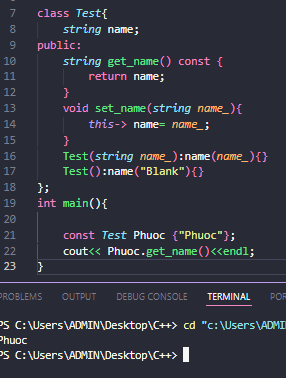 7 class Test{
8 string name;
9 public:
10 string get_name() const {
11 return name;
12 }
13 void set_name(string name_){
14 this-> name= name_;
15 }
16 Test(string name_):name(name_){}
17 Test():name("Blank"){}
18 };
19 int main(){
20
21 const Test Phuoc {"Phuoc"};
22 cout<< Phuoc.get_name()<<endl;
23 }
PROBLEMS OUTPUT DEBUG CONSOLE TERMINAL POR
PS C:\Users\ADMIN\Desktop\C++> cd "c:\Users\ADMI
Phuoc
PS C:\Users\ADMIN\Desktop\C++>